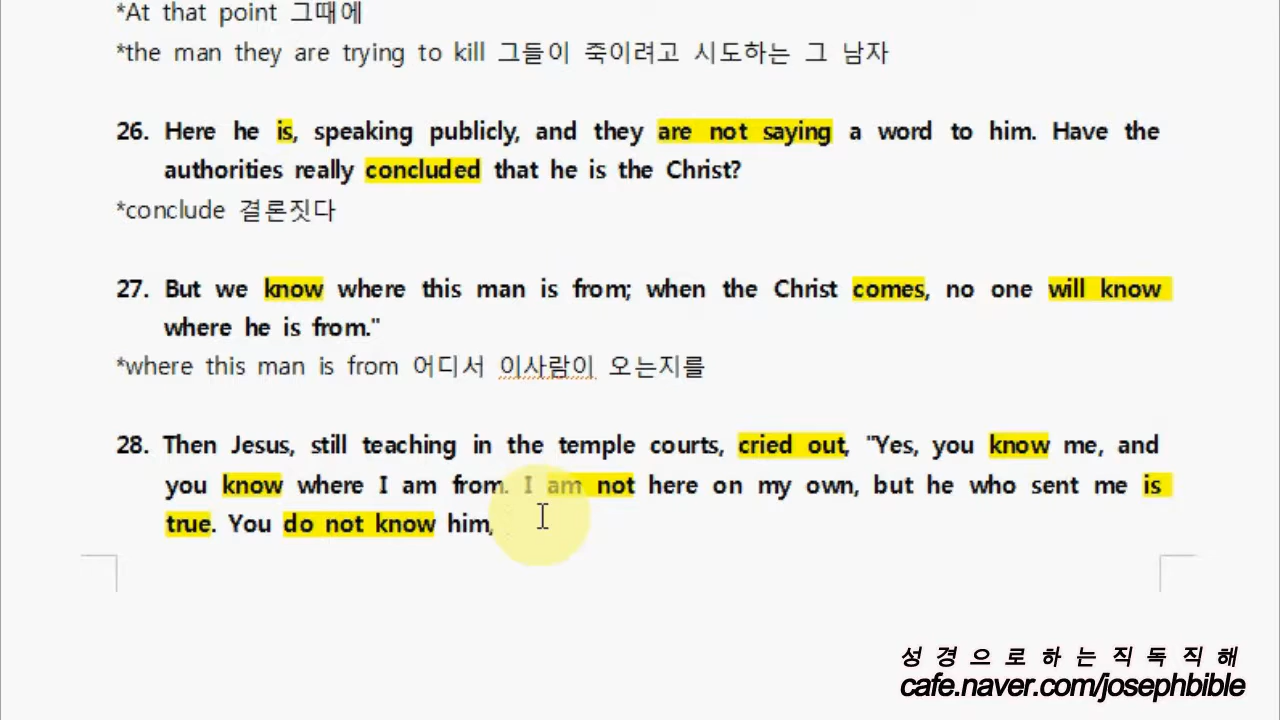 *At that point 그때에
*the man they are trying to kill 그들이 죽이려고 시도하는 그 남자
26. Here he is, speaking publicly, and they are not saying a word to him. Have the
authorities really concluded that he is the Christ?
*conclude 결론짓다
27. But we know where this man is from; when the Christ comes, no one will know
where he is from."
*where this man is from 어디서 이사람이 오는지를
28. Then Jesus, still teaching in the temple courts, cried out, "Yes, you know me, and
you know where I am from. I am not here on my own, but he who sent me is
true. You do not know him,
성경으로하는직독직해
cafe.naver.com/josephbible